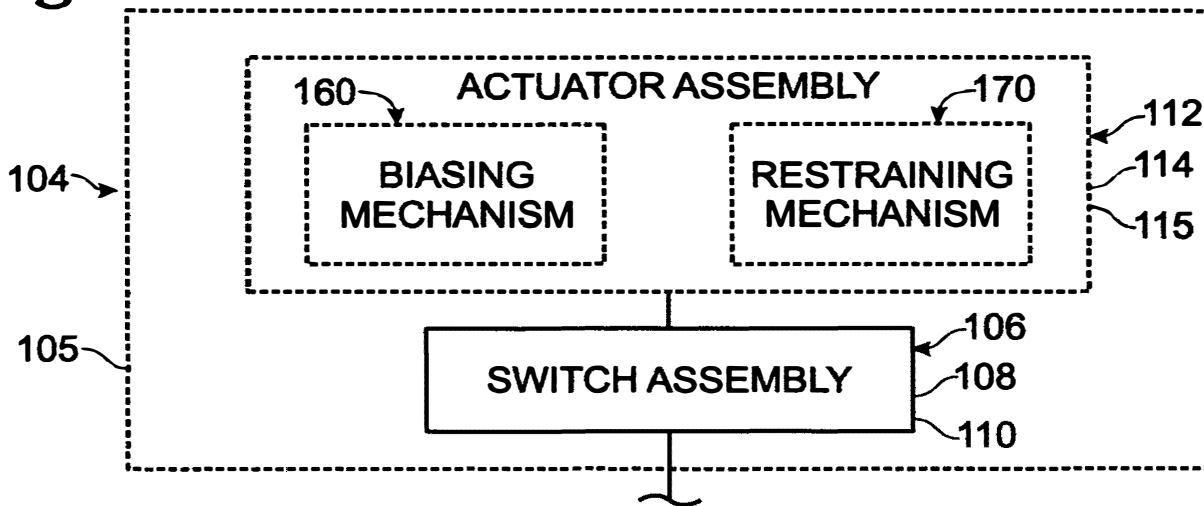 ACTUATOR ASSEMBLY
160
170
112
BIASING
MECHANISM
RESTRAINING
MECHANISM
104
114
115
105
106
SWITCH ASSEMBLY
108
110